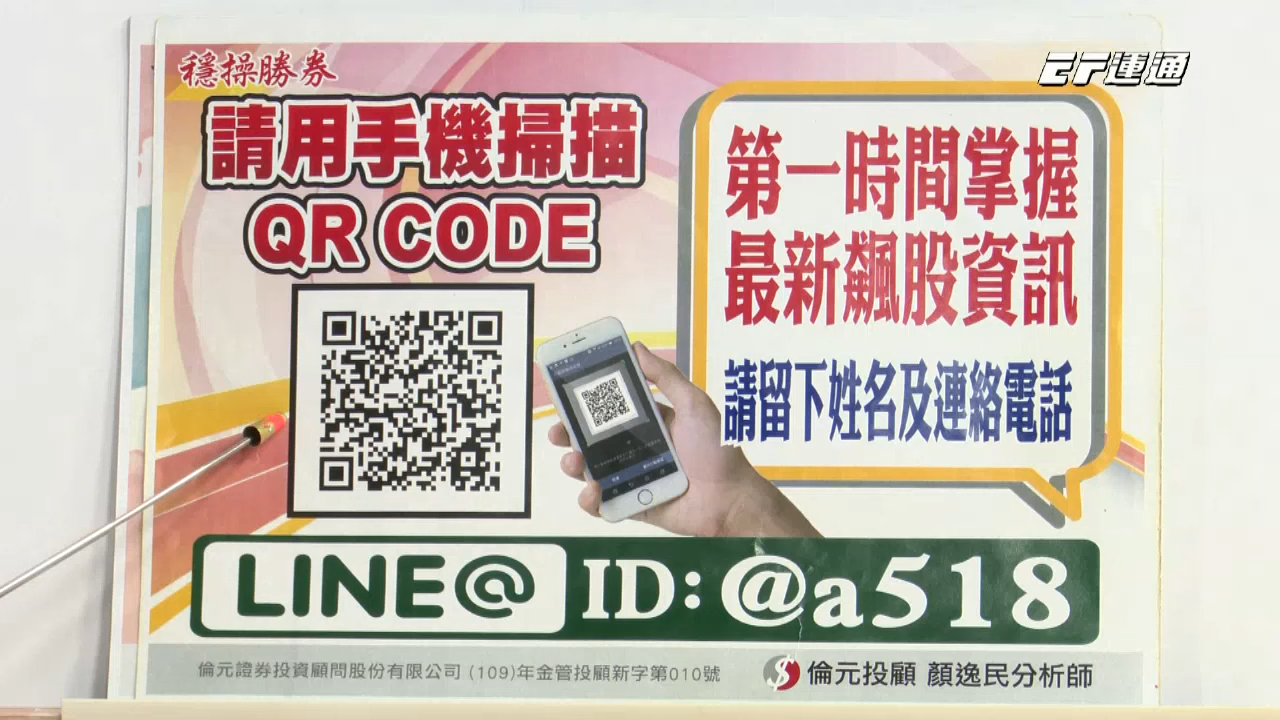 穩操勝券
EF運通
請用手機掃描
QR CODE
第一時間掌握
最新飆股資訊
請留下姓名及連絡電話
LINE@ ID:@a518
倫元證券投資顧問股份有限公司 (109)年金管投顧新字第010號
倫元投顧 顏逸民分析師